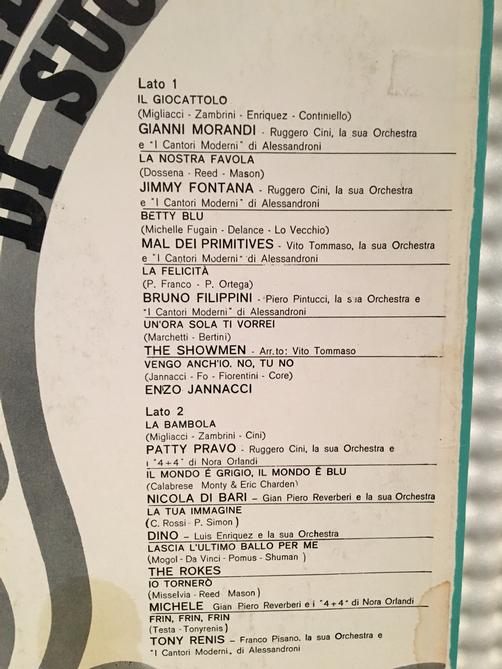 DI SUC
Lato 1
IL GIOCATTOLO
(Migliacci - Zambrini - Enriquez - Continiello)
GIANNI MORANDI - Ruggero Cini, la sua Orchestra
e "I Cantori Moderni" di Alessandroni
LA NOSTRA FAVOLA
(Dossena - Reed - Mason)
JIMMY FONTANA - Ruggero Cini, la sua Orchestra
e "I Cantori Moderni" di Alessandroni
BETTY BLU
(Michelle Fugain - Delance - Lo Vecchio)
MAL DEI PRIMITIVES - Vito Tommaso, la sua Orchestra
e "I Cantori Moderni" di Alessandroni
LA FELICITÀ
(P. Franco - P. Ortega)
BRUNO FILIPPINI - Piero Pintucci, la sua Orchestra e
"I Cantori Moderni" di Alessandroni
UN'ORA SOLA TI VORREI
(Marchetti - Bertini)
THE SHOWMEN - Arr.to: Vito Tommaso
VENGO ANCH'IO. NO, TU NO
(Jannacci - Fo - Fiorentini - Core)
ENZO JANNACCI
Lato 2
LA BAMBOLA
(Migliacci - Zambrini - Cini)
PATTY PRAVO - Ruggero Cini, la sua Orchestra e
i "4+4" di Nora Orlandi
IL MONDO È GRIGIO, IL MONDO È BLU
(Calabrese Monty & Eric Charden)
NICOLA DI BARI - Gian Piero Reverberi e la sua Orchestra
LA TUA IMMAGINE
(C. Rossi - P. Simon)
DINO - Luis Enriquez e la sua Orchestra
LASCIA L'ULTIMO BALLO PER ME
(Mogol - Da Vinci - Pomus - Shuman)
THE ROKES
IO TORNERÒ
(Misselvia - Reed Mason)
MICHELE Gian Piero Reverberi e i "4+4" di Nora Orlandi
FRIN, FRIN, FRIN
(Testa - Tonyrenis)
TONY RENIS - Franco Pisano, la sua Orchestra e
"I Cantori Moderni" di Alessandroni